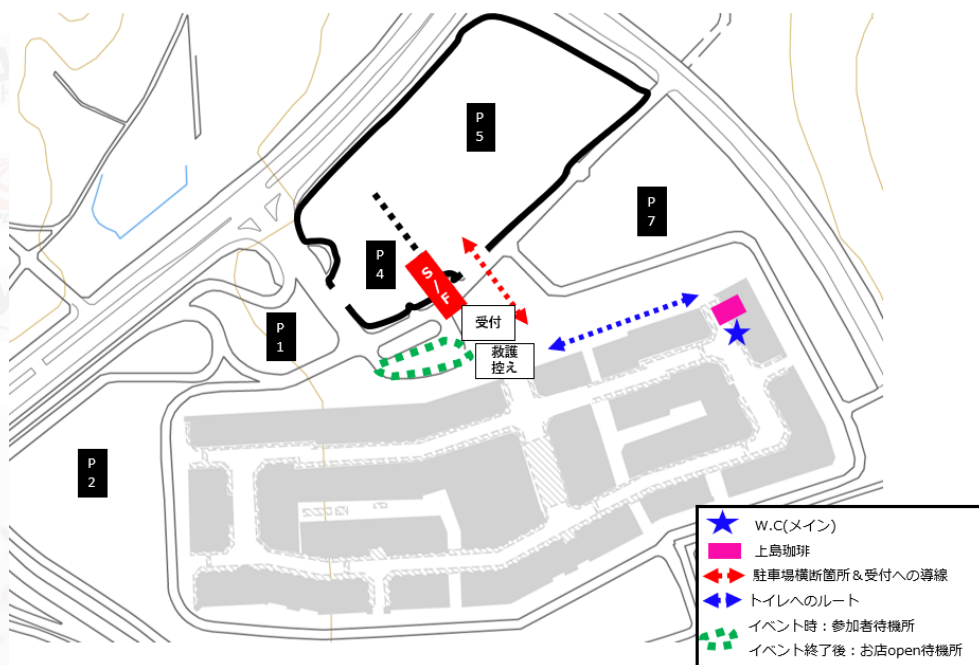 P
5
P
7
P
4
S/F
受付
P
1
救護
控え
P
2
W.C(メイン)
上島珈琲
駐車場横断箇所&受付への導線
トイレへのルート
イベント時：参加者待機所
イベント終了後：お店open待機所